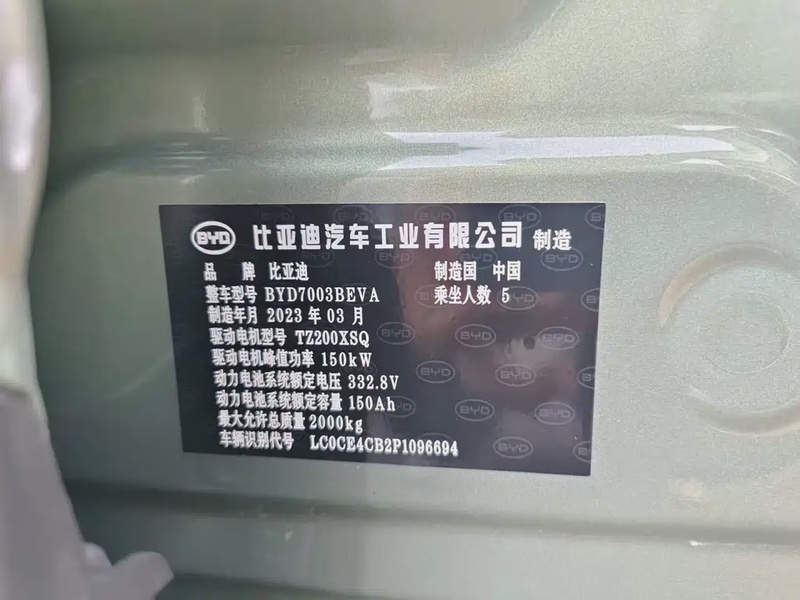 BYD 比亚迪汽车工业有限公司 制造
品 牌 比亚迪 制造国 中国
整车型号 BYD7003BEVA 乘坐人数 5
制造年月 2023 年 03 月
驱动电机型号 TZ200XSQ
驱动电机峰值功率 150kW
动力电池系统额定电压 332.8V
动力电池系统额定容量 150Ah
最大允许总质量 2000kg
车辆识别代号 LC0CE4CB2P1096694